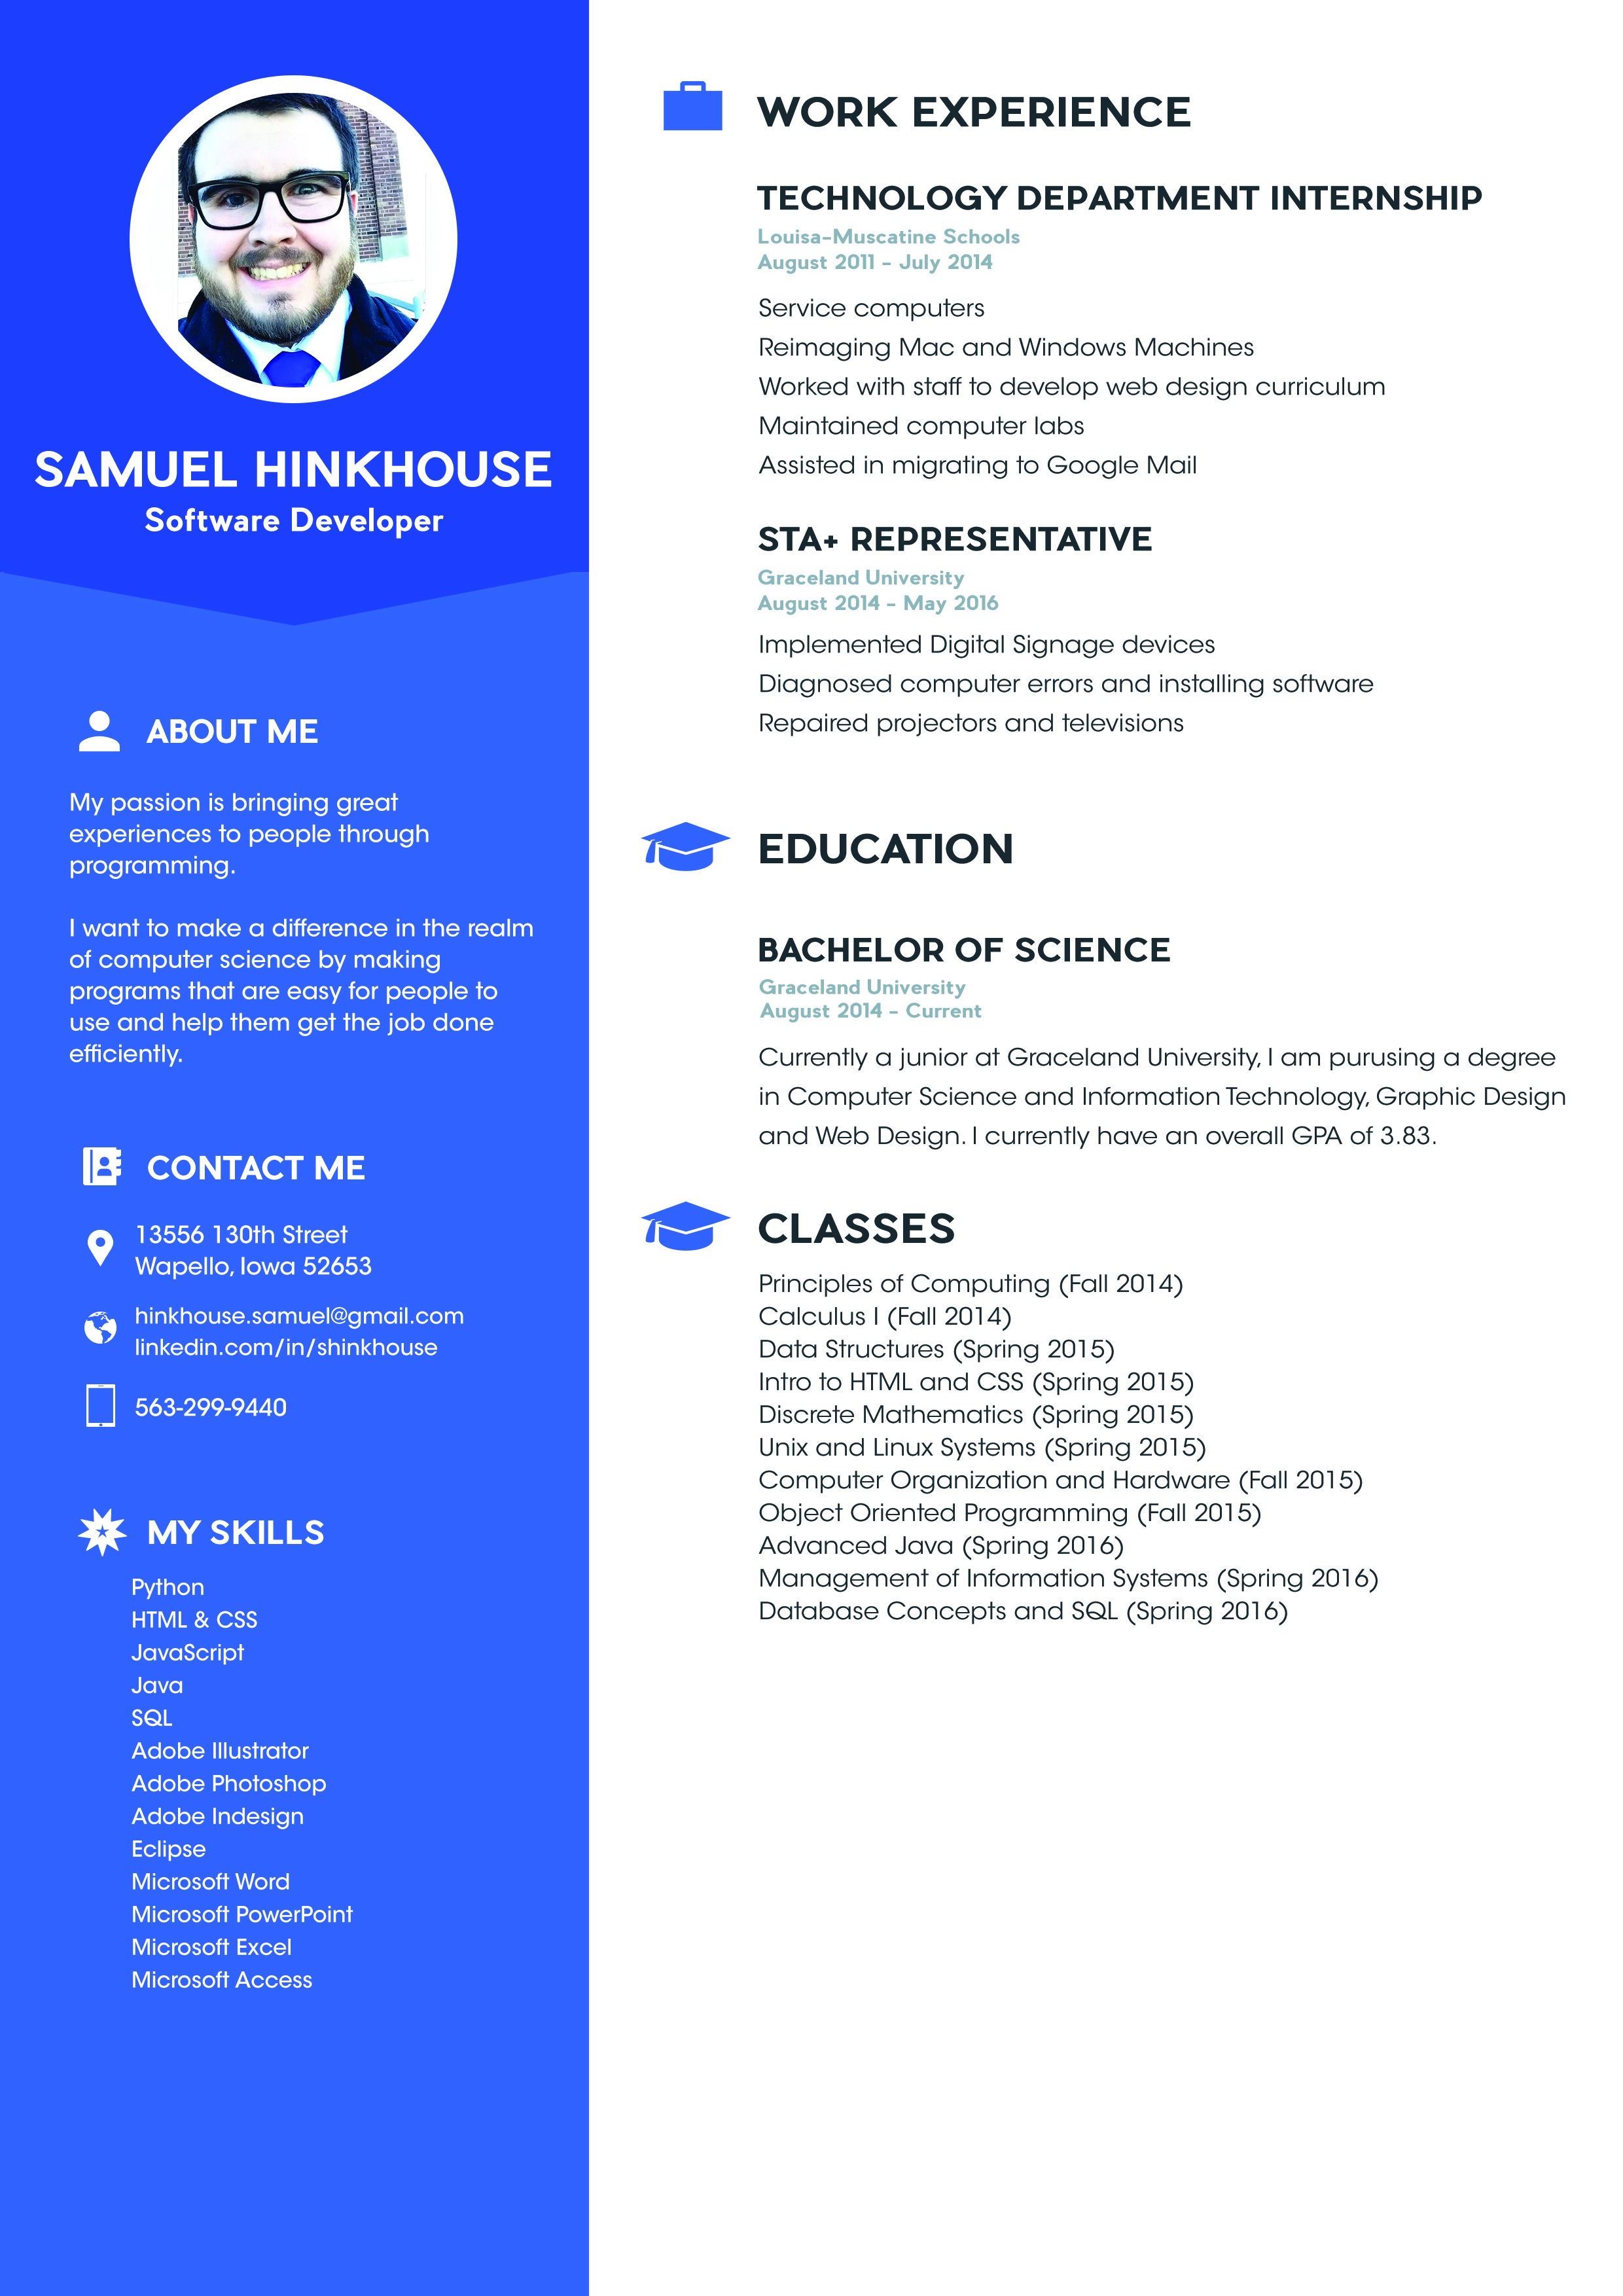 SAMUEL HINKHOUSE
Software Developer
ABOUT ME
My passion is bringing great
experiences to people through
programming.
I want to make a difference in the realm
of computer science by making
programs that are easy for people to
use and help them get the job done
efficiently.
CONTACT ME
13556 130th Street
Wapello, Iowa 52653
hinkhouse.samuel@gmail.com
linkedin.com/in/shinkhouse
563-299-9440
MY SKILLS
Python
HTML & CSS
JavaScript
Java
SQL
Adobe Illustrator
Adobe Photoshop
Adobe Indesign
Eclipse
Microsoft Word
Microsoft PowerPoint
Microsoft Excel
Microsoft Access
WORK EXPERIENCE
TECHNOLOGY DEPARTMENT INTERNSHIP
Louisa-Muscatine Schools
August 2011 - July 2014
Service computers
Reimaging Mac and Windows Machines
Worked with staff to develop web design curriculum
Maintained computer labs
Assisted in migrating to Google Mail
STA+ REPRESENTATIVE
Graceland University
August 2014 - May 2016
Implemented Digital Signage devices
Diagnosed computer errors and installing software
Repaired projectors and televisions
EDUCATION
BACHELOR OF SCIENCE
Graceland University
August 2014 - Current
Currently a junior at Graceland University, I am purusing a degree
in Computer Science and Information Technology, Graphic Design
and Web Design. I currently have an overall GPA of 3.83.
CLASSES
Principles of Computing (Fall 2014)
Calculus I (Fall 2014)
Data Structures (Spring 2015)
Intro to HTML and CSS (Spring 2015)
Discrete Mathematics (Spring 2015)
Unix and Linux Systems (Spring 2015)
Computer Organization and Hardware (Fall 2015)
Object Oriented Programming (Fall 2015)
Advanced Java (Spring 2016)
Management of Information Systems (Spring 2016)
Database Concepts and SQL (Spring 2016)